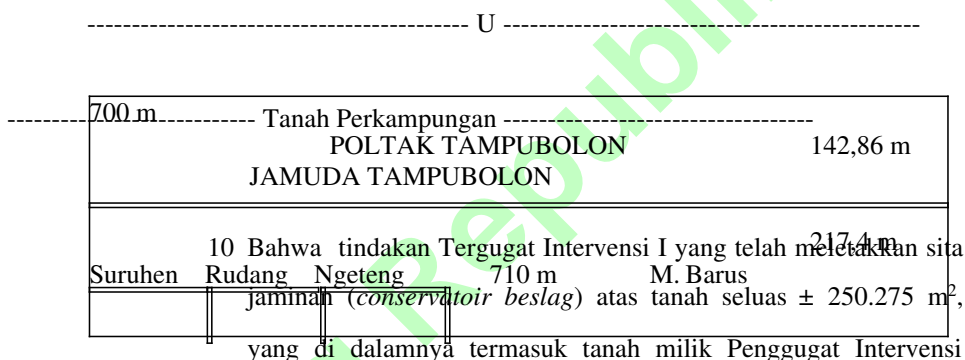 ---------------------------------------- U --------------------------------------------
700 m
-------------------------- Tanah Perkampungan ---------------------------------
POLTAK TAMPUBOLON 142,86 m
JAMUDA TAMPUBOLON
217,4 m
10 Bahwa tindakan Tergugat Intervensi I yang telah meletakkan sita
Suruhen Rudang Ngeteng 710 m M. Barus
jaminan (conservatoir beslag) atas tanah seluas ± 250.275 m²,
yang di dalamnya termasuk tanah milik Penggugat Intervensi
Republi